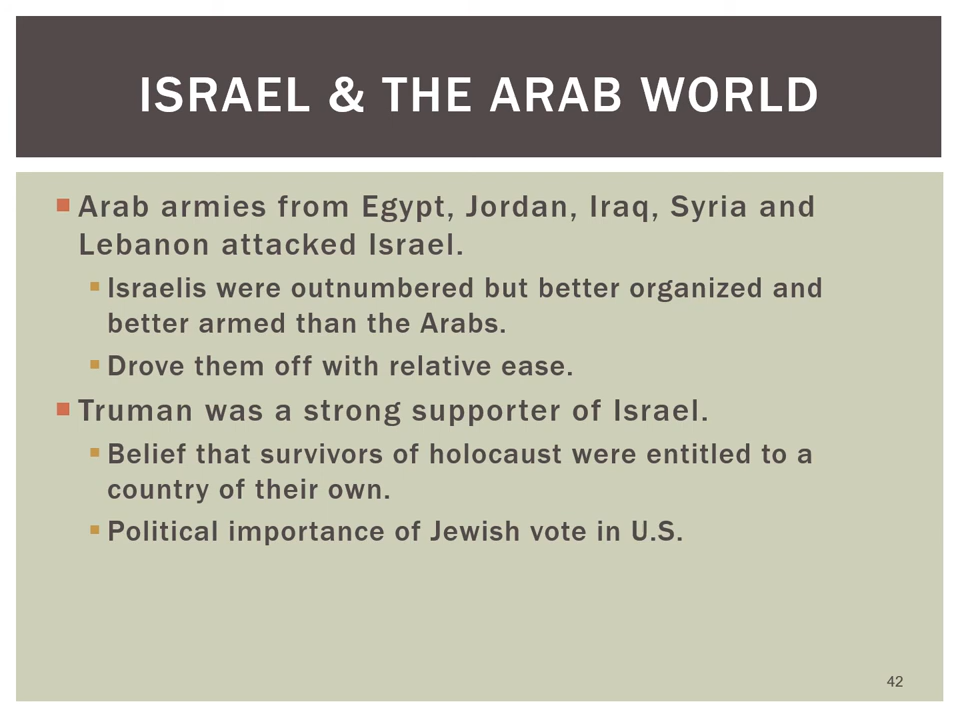 ISRAEL & THE ARAB WORLD
Arab armies from Egypt, Jordan, Iraq, Syria and
Lebanon attacked Israel.
Israelis were outnumbered but better organized and
better armed than the Arabs.
Drove them off with relative ease.
Truman was a strong supporter of Israel.
Belief that survivors of holocaust were entitled to a
country of their own.
Political importance of Jewish vote in U.S.
42